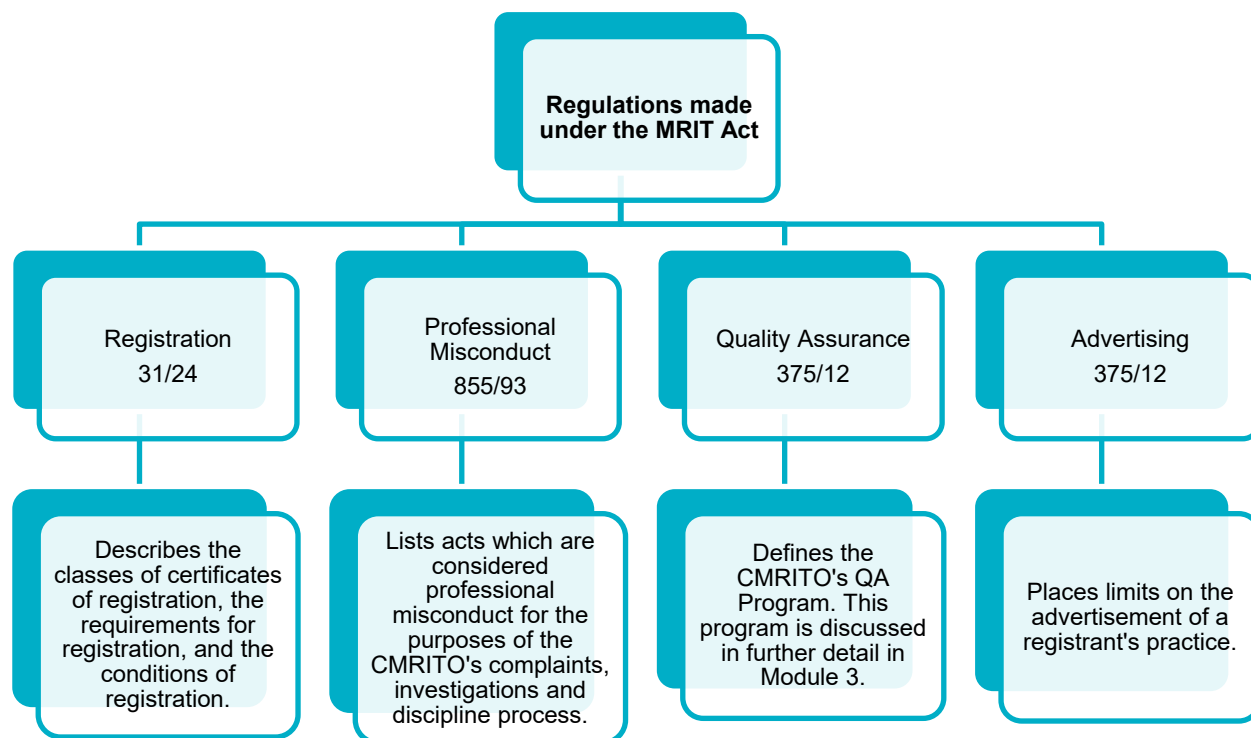 Regulations made
under the MRIT Act
Registration
31/24
Professional
Misconduct
855/93
Quality Assurance
375/12
Advertising
375/12
Describes the
classes of certificates
of registration, the
requirements for
registration, and the
conditions of
registration.
Lists acts which are
considered
professional
misconduct for the
purposes of the
CMRITO's complaints,
investigations and
discipline process.
Defines the
CMRITO's QA
Program. This
program is discussed
in further detail in
Module 3.
Places limits on the
advertisement of a
registrant's practice.